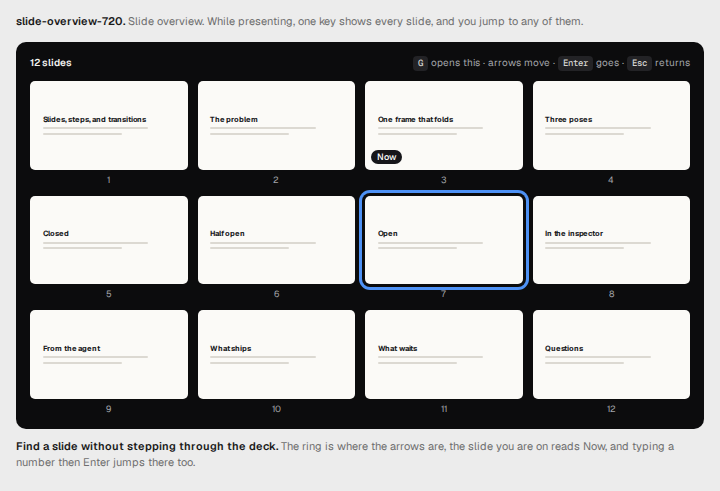 slide-overview-720. Slide overview. While presenting, one key shows every slide, and you jump to any of them.
12 slides
G opens this · arrows move · Enter goes · Esc returns
Slides, steps, and transitions
The problem
One frame that folds
Three poses
Now
1
2
3
4
Closed
Half open
Open
In the inspector
5
6
7
8
From the agent
What ships
What waits
Questions
9
10
11
12
Find a slide without stepping through the deck. The ring is where the arrows are, the slide you are on reads Now, and typing a
number then Enter jumps there too.